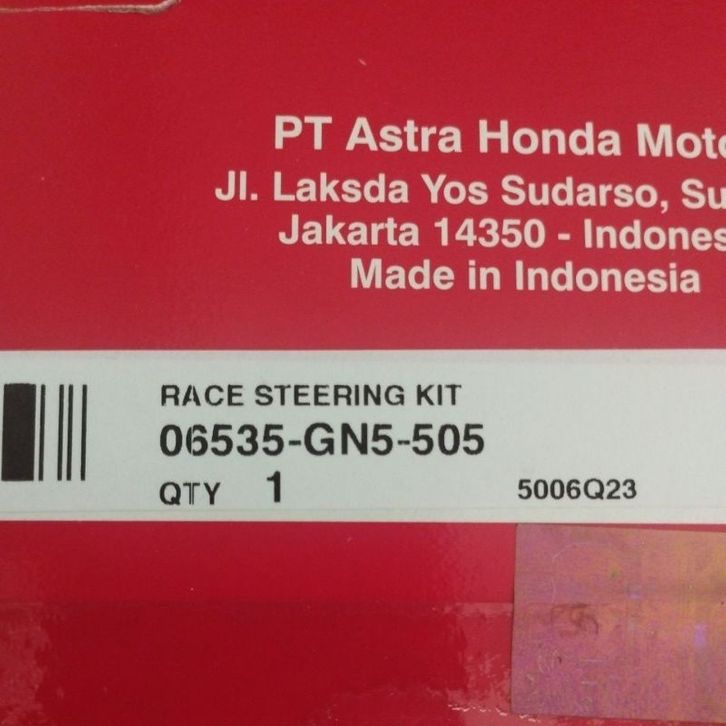 PT Astra Honda Moto
Jl. Laksda Yos Sudarso, Su
Jakarta 14350 - Indones
Made in Indonesia
RACE STEERING KIT
06535-GN5-505
QTY 1
5006Q23